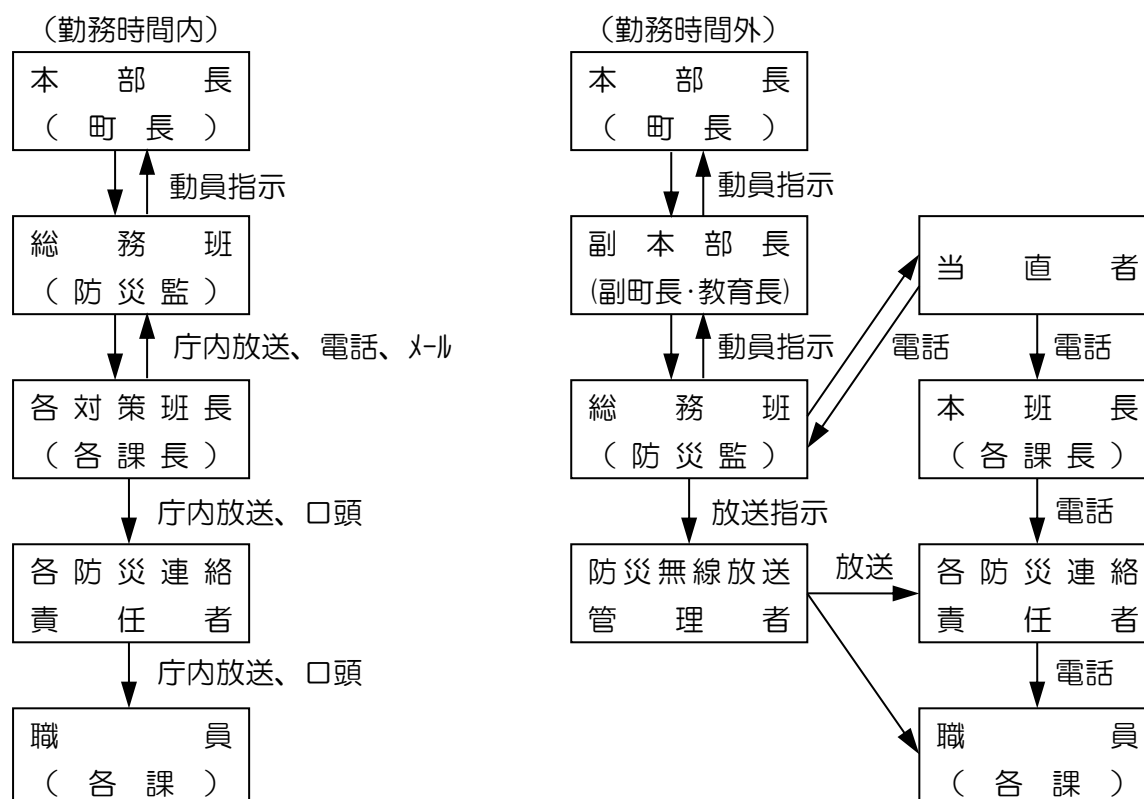 （勤務時間内）
本部長
（町長）
動員指示
総務班
（防災監）
庁内放送、電話、メール
各対策班長
（各課長）
庁内放送、口頭
各防災連絡
責任者
庁内放送、口頭
職員
（各課）
（勤務時間外）
本部長
（町長）
動員指示
副本部長
(副町長・教育長)
動員指示
総務班
（防災監）
放送指示
防災無線放送
管理者
電話
放送
当直者
電話
本班長
（各課長）
電話
各防災連絡
責任者
電話
職員
（各課）